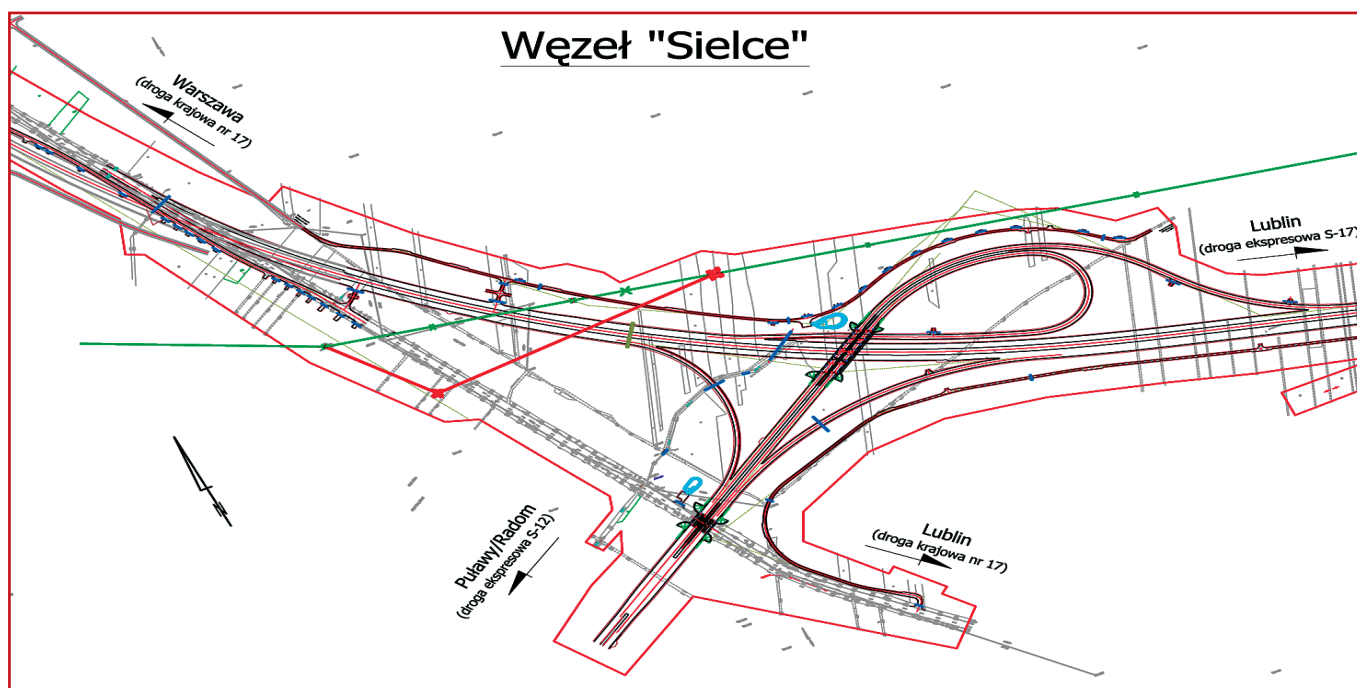 Węzeł "Sielce"
Warszawa
(droga krajowa nr 17)
Lublin
(droga ekspresowa S-17)
Puławy/Radom
(droga ekspresowa S-12)
Lublin
(droga krajowa nr 17)